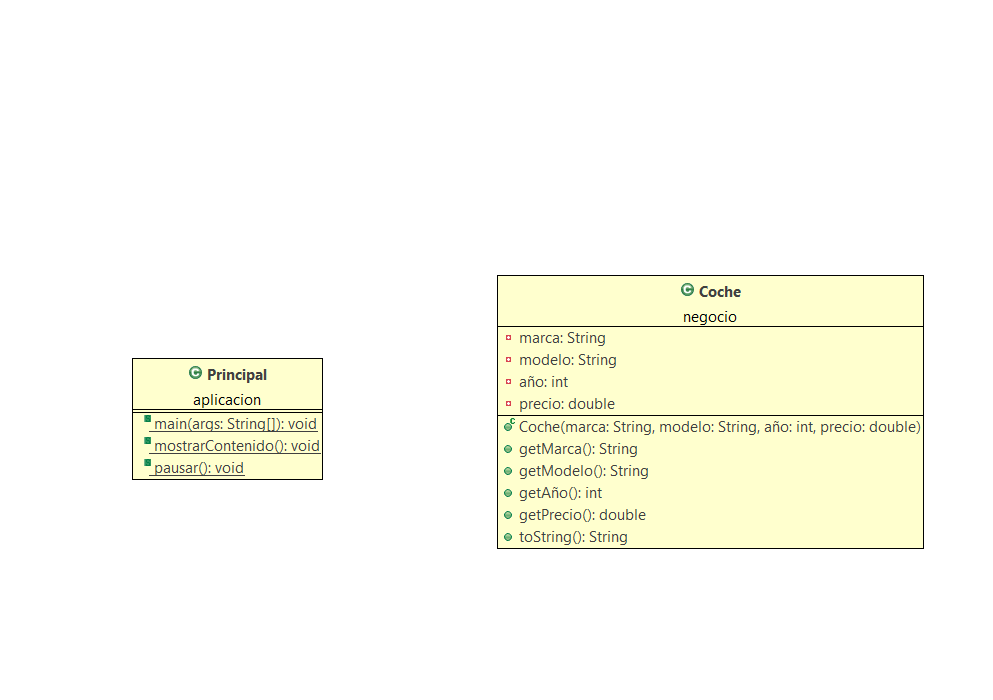 Principal
aplicacion
main(args: String[]): void
mostrarContenido(): void
pausar(): void
Coche
negocio
marca: String
modelo: String
año: int
precio: double
Coche(marca: String, modelo: String, año: int, precio: double)
getMarca(): String
getModelo(): String
getAño(): int
getPrecio(): double
toString(): String